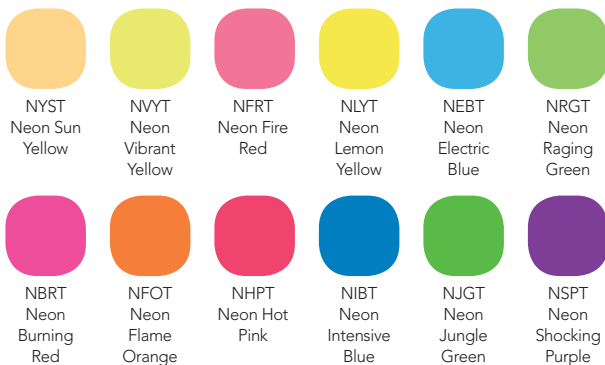 NYST
Neon Sun
Yellow
NVYT
Neon
Vibrant
Yellow
NFRT
Neon Fire
Red
NLYT
Neon
Lemon
Yellow
NEBT
Neon
Electric
Blue
NRGT
Neon
Raging
Green
NBRT
Neon
Burning
Red
NFOT
Neon
Flame
Orange
NHPT
Neon Hot
Pink
NIBT
Neon
Intensive
Blue
NJGT
Neon
Jungle
Green
NSPT
Neon
Shocking
Purple